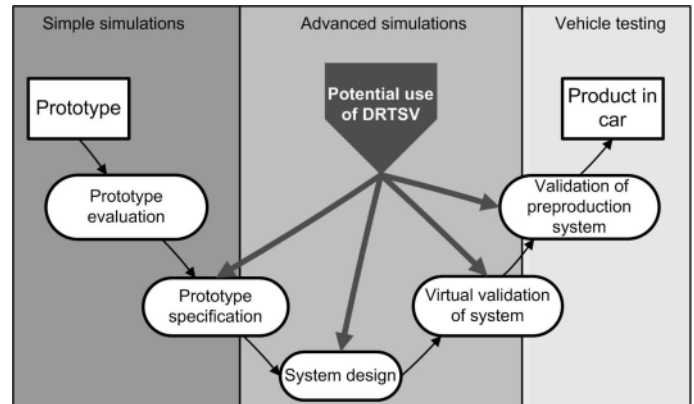 Simple simulations
Advanced simulations
Vehicle testing
Prototype
Potential use
of DRTSV
Product in
car
Prototype
evaluation
Validation of
preproduction
system
Prototype
specification
Virtual validation
of system
System design